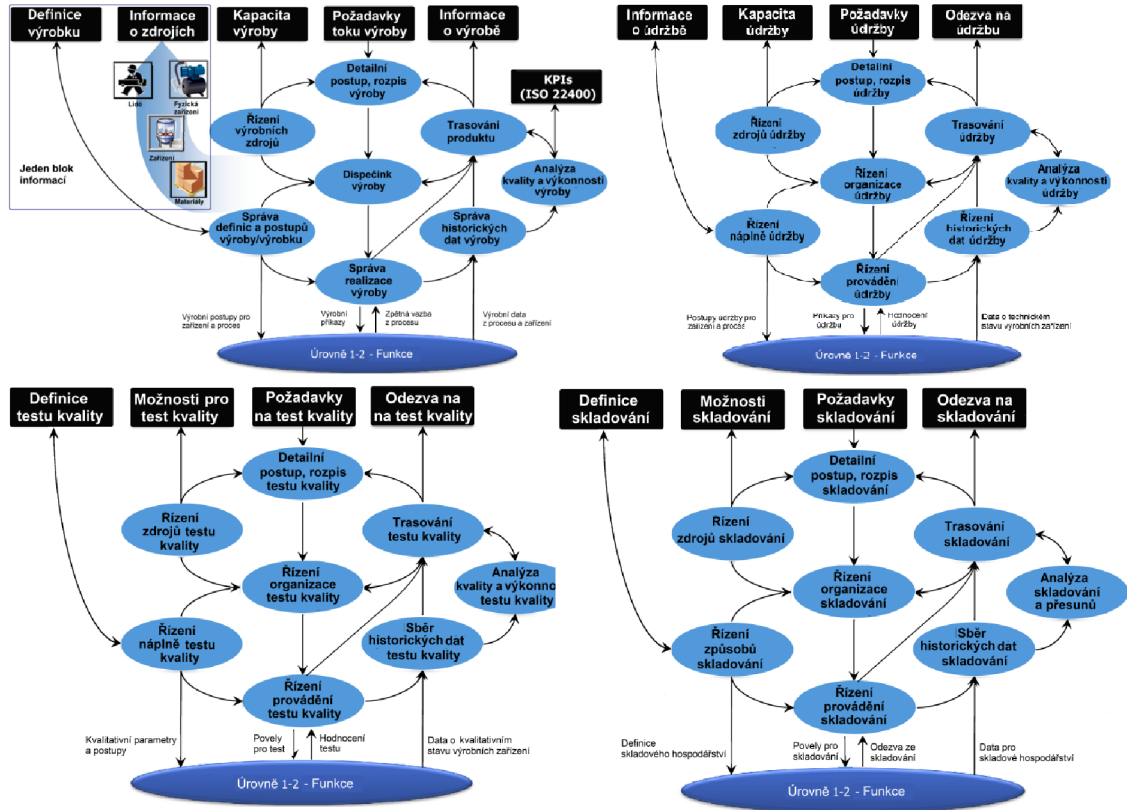 Definice
výrobku
Informace
o zdrojích
Kapacita
výroby
Požadavky
toku výroby
Informace
o výrobě
KPIs
(ISO 22400)
Lidé
Fyzická
zařízení
Zařízení
Materiály
Jeden blok
informací
Detailní
postup, rozpis
výroby
Řízení
výrobních
zdrojů
Trasování
produktu
Dispečink
výroby
Analýza
kvality a výkonnosti
výroby
Správa
definic a postupů
výroby/výrobku
Správa
historických
dat výroby
Správa
realizace
výroby
Výrobní postupy pro
zařízení a proces
Výrobní
příkazy
Zpětná vazba
z procesu
Výrobní data
z procesu a zařízení
Úrovně 1-2 - Funkce
Informace
o údržbě
Kapacita
údržby
Požadavky
údržby
Odezva na
údržbu
Detailní
postup, rozpis
údržby
Řízení
zdrojů údržby
Trasování
údržby
Řízení
organizace údržby
Analýza
kvality a výkonnosti
údržby
Řízení
náplně údržby
Řízení
historických
dat údržby
Řízení
provádění
údržby
Postupy údržby pro
zařízení a proces
Příkazy pro
údržbu
Hodnocení
údržby
Data o technickém
stavu výrobních zařízení
Úrovně 1-2 - Funkce
Definice
testu kvality
Možnosti pro
test kvality
Požadavky
na test kvality
Odezva na
na test kvality
Detailní
postup, rozpis
testu kvality
Řízení
zdrojů testu
kvality
Trasování
testu kvality
Řízení
organizace
testu kvality
Analýza
kvality a výkonno
testu kvality
Řízení
náplně testu
kvality
Sběr
historických dat
testu kvality
Řízení
provádění
testu kvality
Kvalitativní parametry
a postupy
Povely
pro test
Hodnocení
testu
Data o kvalitativním
stavu výrobních zařízení
Úrovně 1-2 - Funkce
Definice
skladování
Možnosti
skladování
Požadavky
skladování
Odezva na
skladování
Detailní
postup, rozpis
skladování
Řízení
zdrojů skladování
Trasování
skladování
Řízení
organizace
skladování
Analýza
skladování
a přesunů
Řízení
způsobů
skladování
Sběr
historických dat
skladování
Řízení
provádění
skladování
Definice
skladového hospodářství
Povely pro
skladování
Odezva ze
skladování
Data pro
skladové hospodářství
Úrovně 1-2 - Funkce